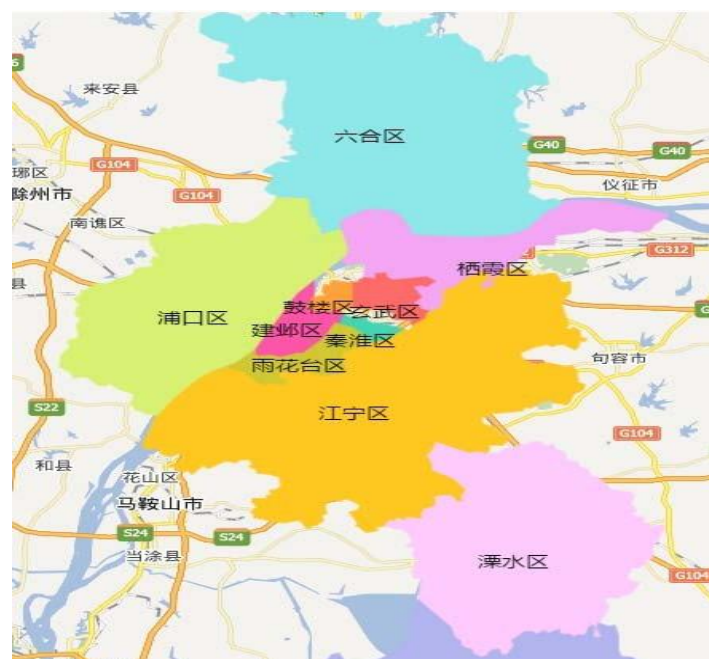 六合区
来安县
G40
G40
G104
琊区
滁州市
G104
仪征市
南谯区
G312
栖霞区
县
鼓楼区
玄武区
浦口区
建邺区
秦淮区
句容市
雨花台区
S22
江宁区
G104
和县
花山区
马鞍山市
S24
S24
当涂县
溧水区
G104